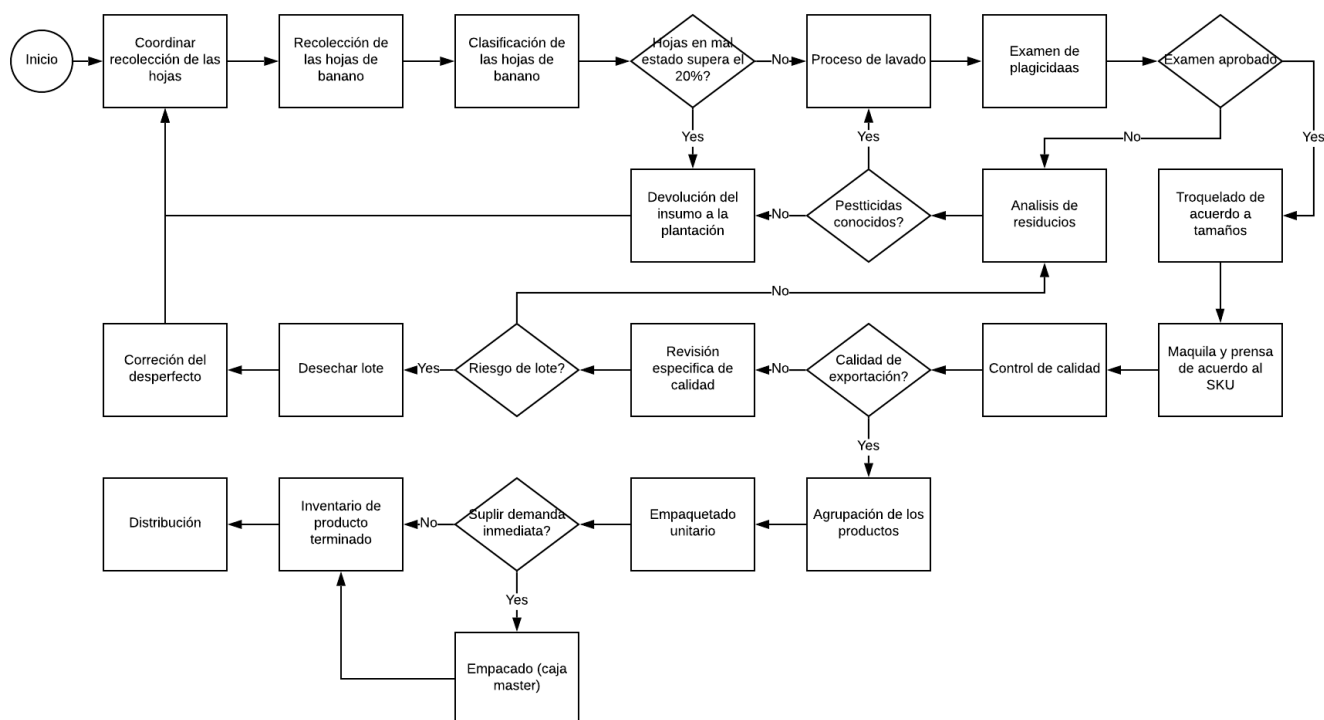 Inicio
Coordinar
recolección de las
hojas
Recolección de
las hojas de
banano
Clasificación de
las hojas de
banano
Hojas en mal
estado supera el
20%?
No
Proceso de lavado
Examen de
plagicidaas
Examen aprobado
Yes
Yes
No
Yes
Devolución del
insumo a la
plantación
No
Pestticidas
conocidos?
Analisis de
residucios
Troquelado de
acuerdo a
tamaños
No
Correción del
desperfecto
Desechar lote
Yes
Riesgo de lote?
Revisión
especifica de
calidad
No
Calidad de
exportación?
Control de calidad
Maquila y prensa
de acuerdo al
SKU
Yes
Distribución
Inventario de
producto
terminado
No
Suplir demanda
inmediata?
Empaquetado
unitario
Agrupación de los
productos
Yes
Empacado (caja
master)